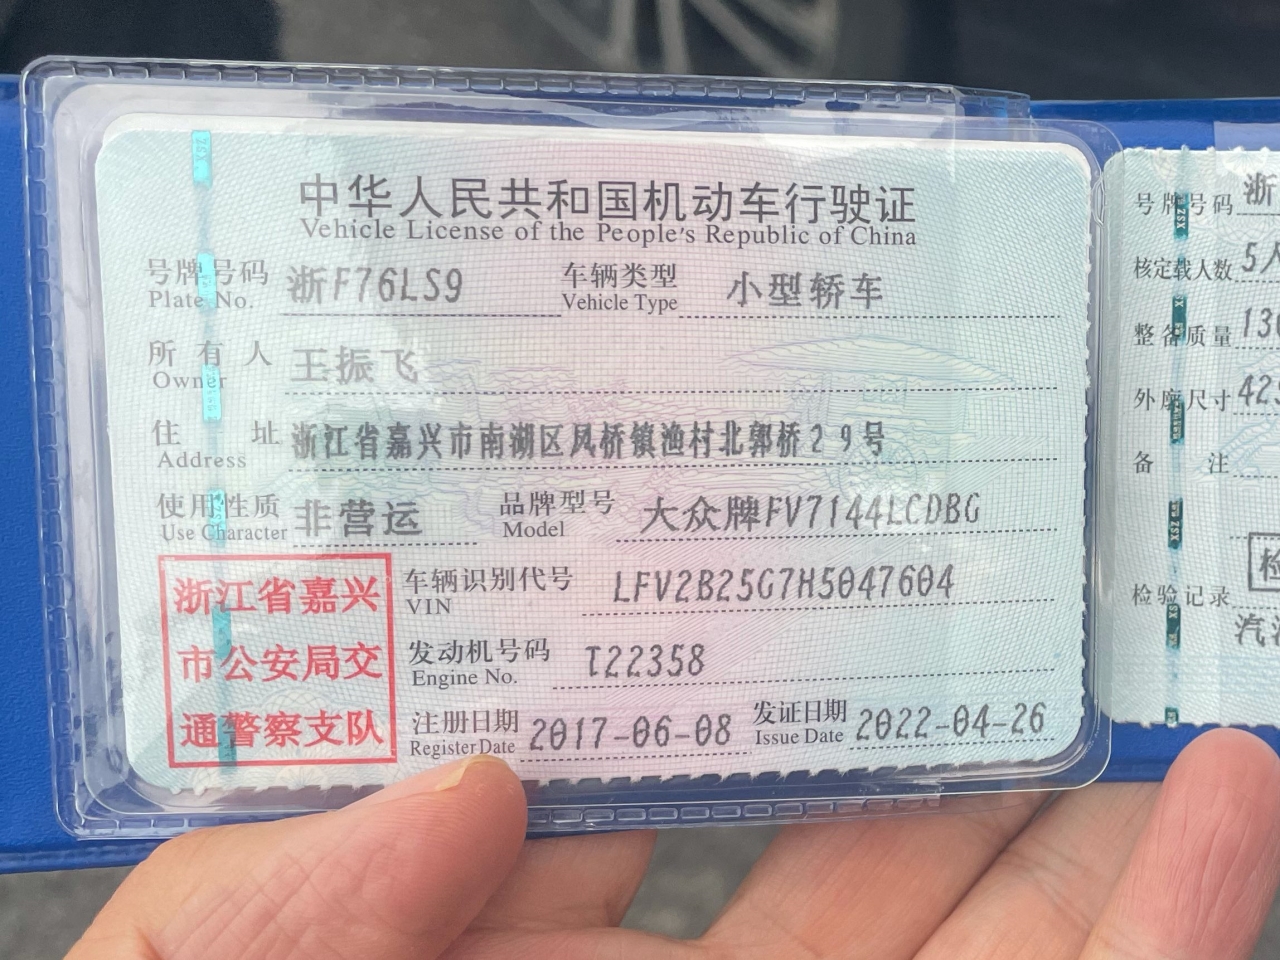 中华人民共和国机动车行驶证
Vehicle License of the People's Republic of China
号牌号码 浙F76LS9 车辆类型 小型轿车
Plate No. Vehicle Type
所有人 王振飞
Owner
住址 浙江省嘉兴市南湖区凤桥镇渔村北郭桥29号
Address
使用性质 非营运 品牌型号 大众牌FV7144LCDBG
Use Character Model
浙江省嘉兴
市公安局交
通警察支队
车辆识别代号 LFV2B25G7H5047604
VIN
发动机号码 T22358
Engine No.
注册日期 2017-06-08 发证日期 2022-04-26
Register Date Issue Date
号牌号码 浙
核定载人数 5人
整备质量 13
外廓尺寸 42
备注
检验记录